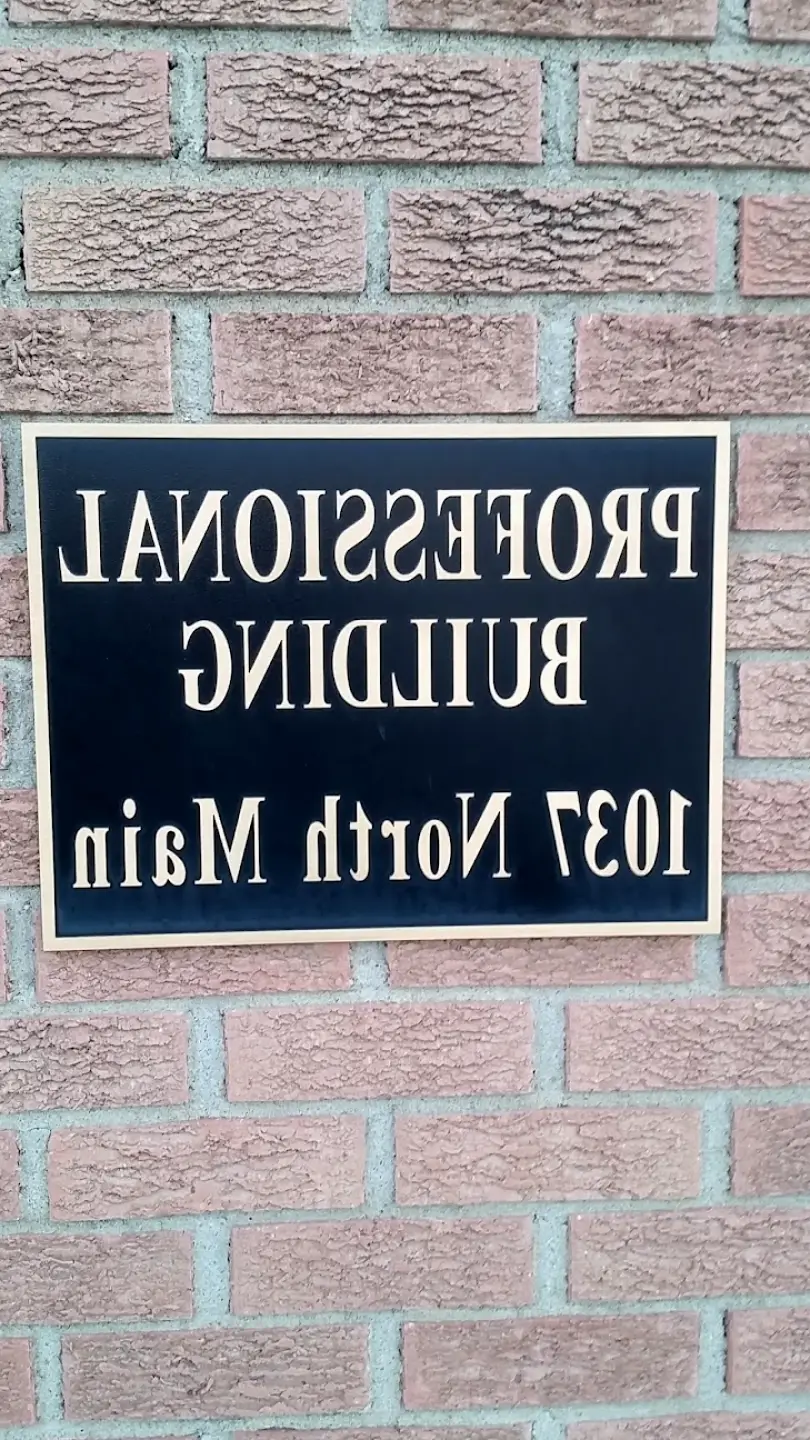 PROFESSIONAL
BUILDING
1037 North Main